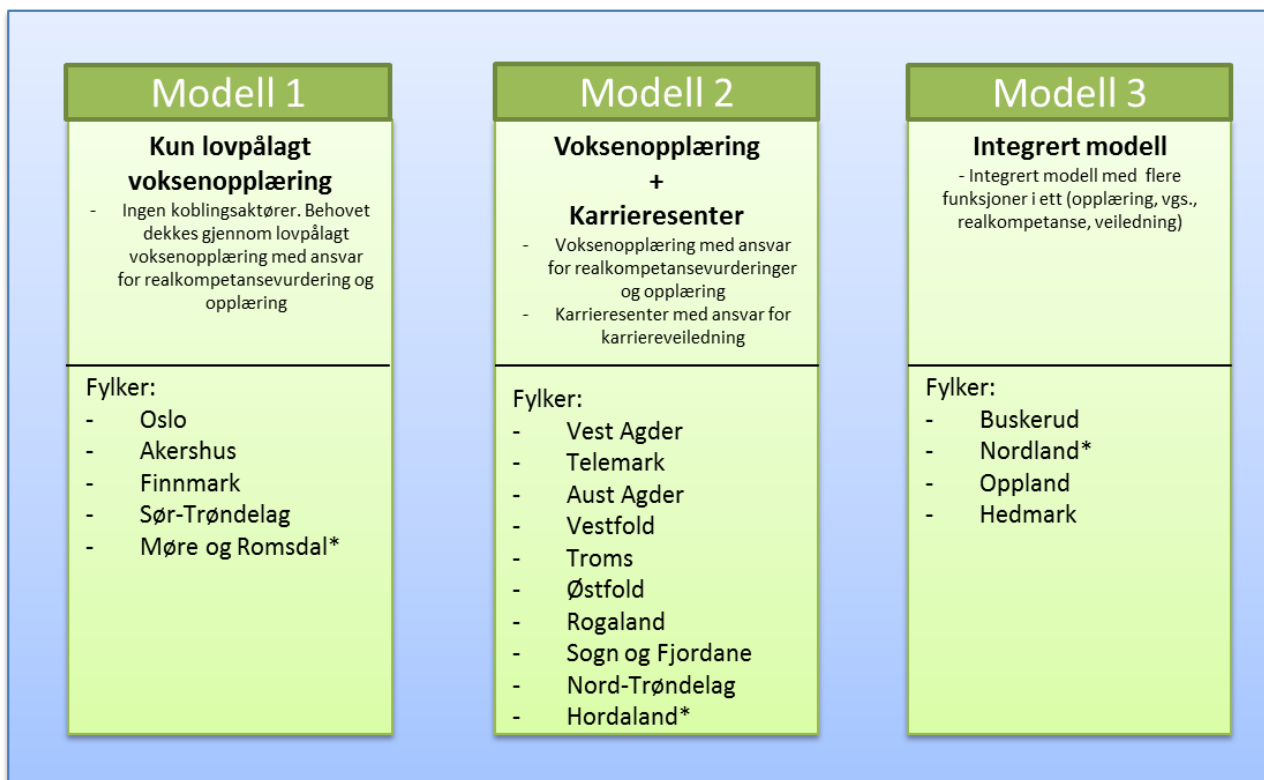 Modell 1
Kun lovpålagt
voksenopplæring
- Ingen koblingsaktører. Behovet
dekkes gjennom lovpålagt
voksenopplæring med ansvar
for realkompetansevurdering og
opplæring
Fylker:
- Oslo
- Akershus
- Finnmark
- Sør-Trøndelag
- Møre og Romsdal*
Modell 2
Voksenopplæring
+
Karrieresenter
- Voksenopplæring med ansvar
for realkompetansevurderinger
og opplæring
- Karrieresenter med ansvar for
karriereveiledning
Fylker:
- Vest Agder
- Telemark
- Aust Agder
- Vestfold
- Troms
- Østfold
- Rogaland
- Sogn og Fjordane
- Nord-Trøndelag
- Hordaland*
Modell 3
Integrert modell
- Integrert modell med flere
funksjoner i ett (opplæring, vgs.,
realkompetanse, veiledning)
Fylker:
- Buskerud
- Nordland*
- Oppland
- Hedmark